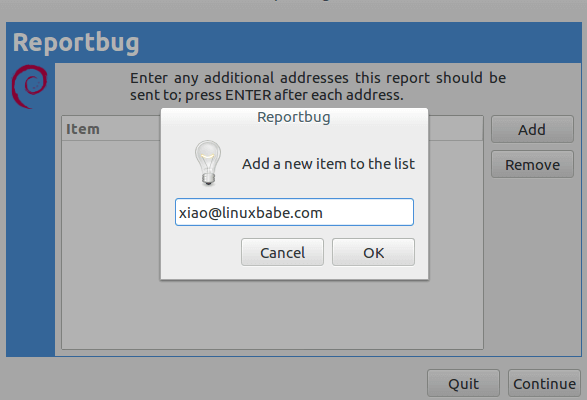 Reportbug
Enter any additional addresses this report should be
sent to; press ENTER after each address.
Item
Add
Remove
Reportbug
Add a new item to the list
xiao@linuxbabe.com
Cancel
OK
Quit
Continue